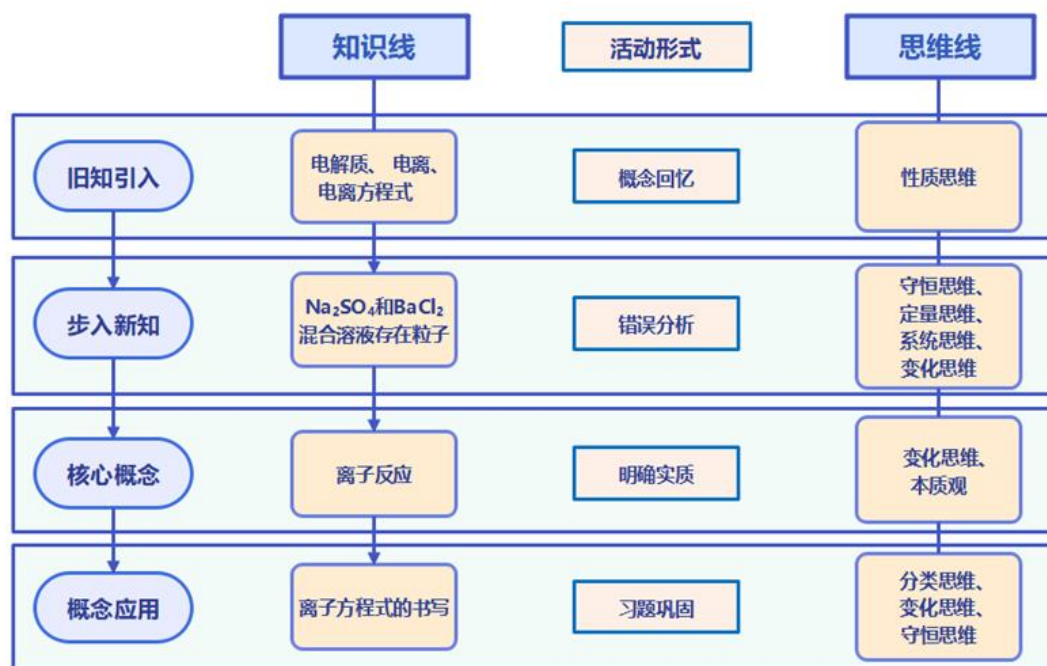 知识线
活动形式
思维线
旧知引入
电解质、 电离、
电离方程式
概念回忆
性质思维
步入新知
Na₂SO₄和BaCl₂
混合溶液存在粒子
错误分析
守恒思维、
定量思维、
系统思维、
变化思维
核心概念
离子反应
明确实质
变化思维、
本质观
概念应用
离子方程式的书写
习题巩固
分类思维、
变化思维、
守恒思维